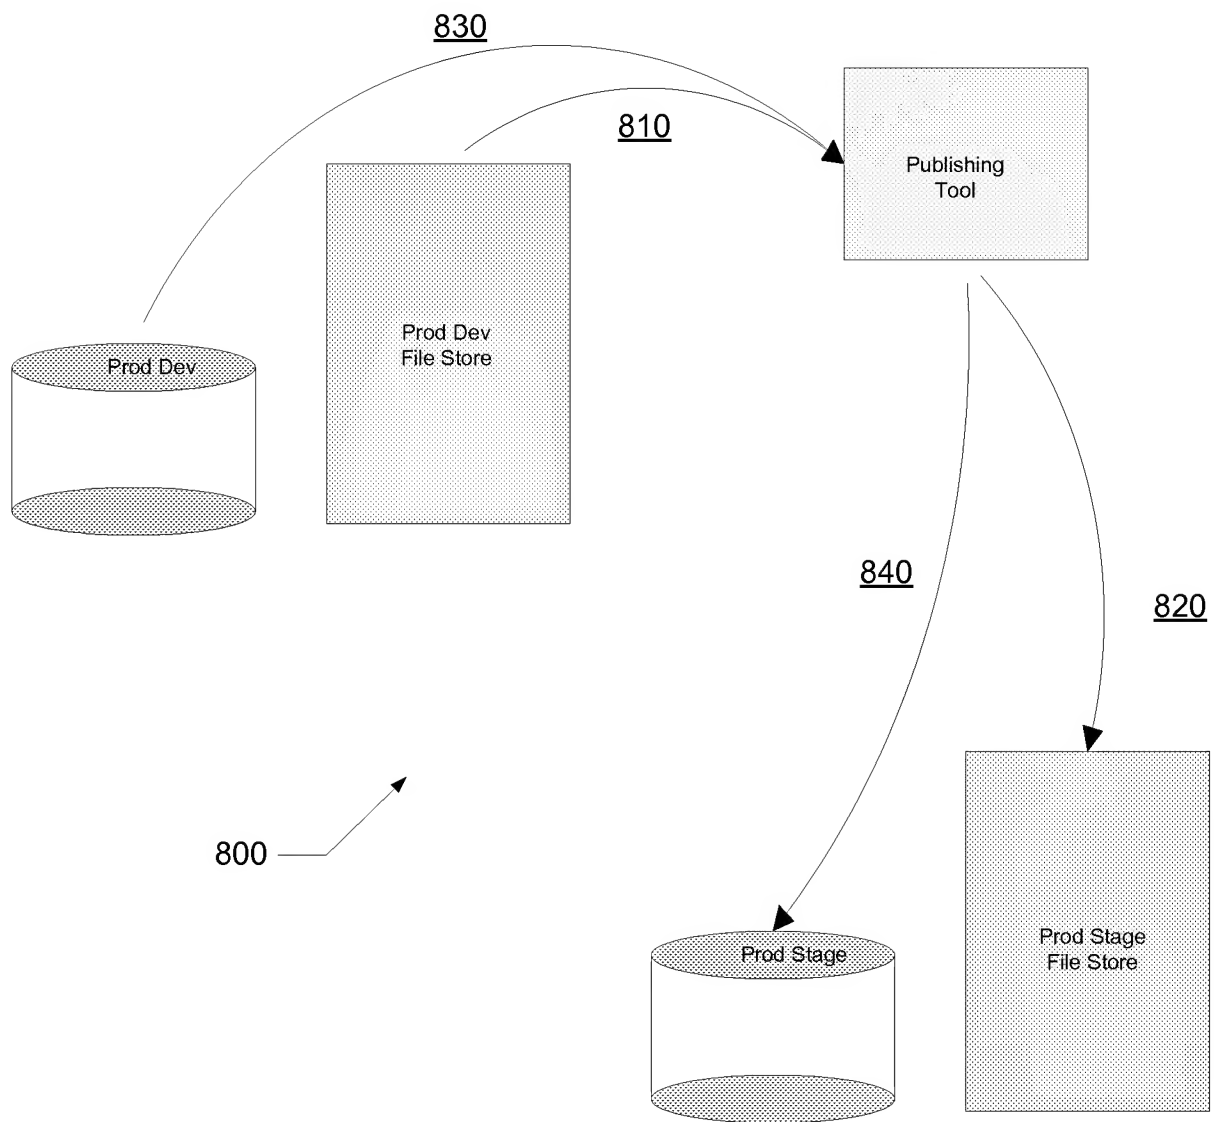 830
810
Publishing
Tool
Prod Dev
File Store
Prod Dev
840
820
800
Prod Stage
Prod Stage
File Store